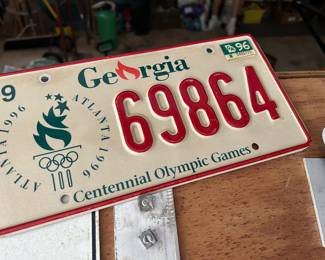 Georgia
96
9
ATLANTA 1996
ATLANTA 1996
69864
Centennial Olympic Games